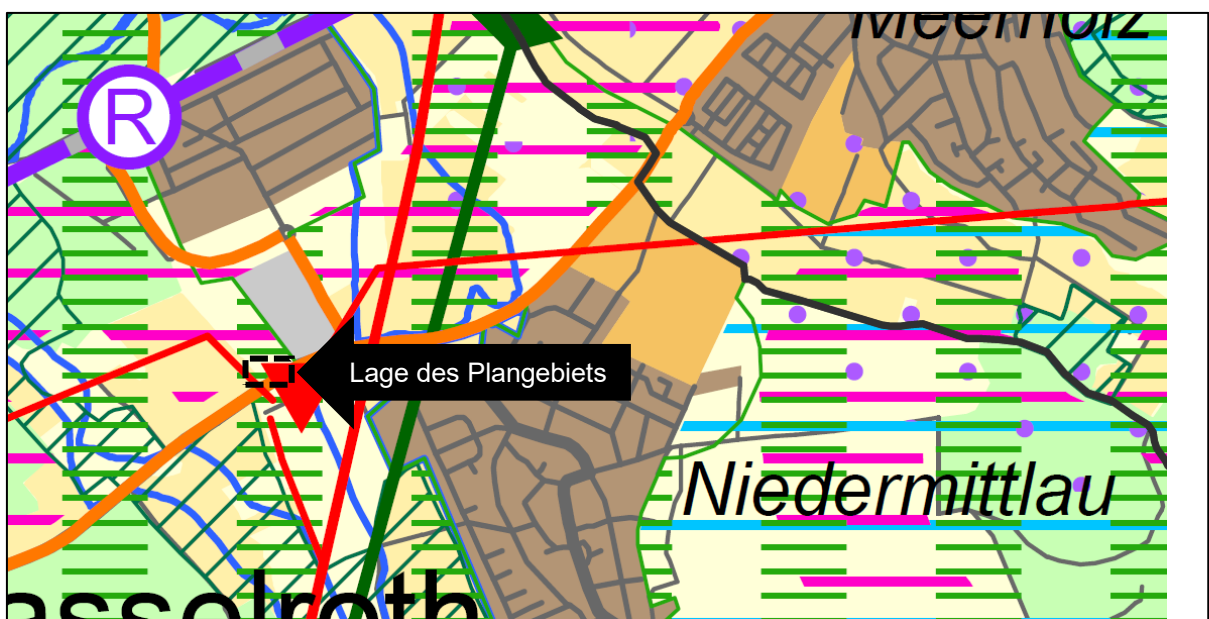 Meerholz
R
Lage des Plangebiets
Niedermittlau
asselroth